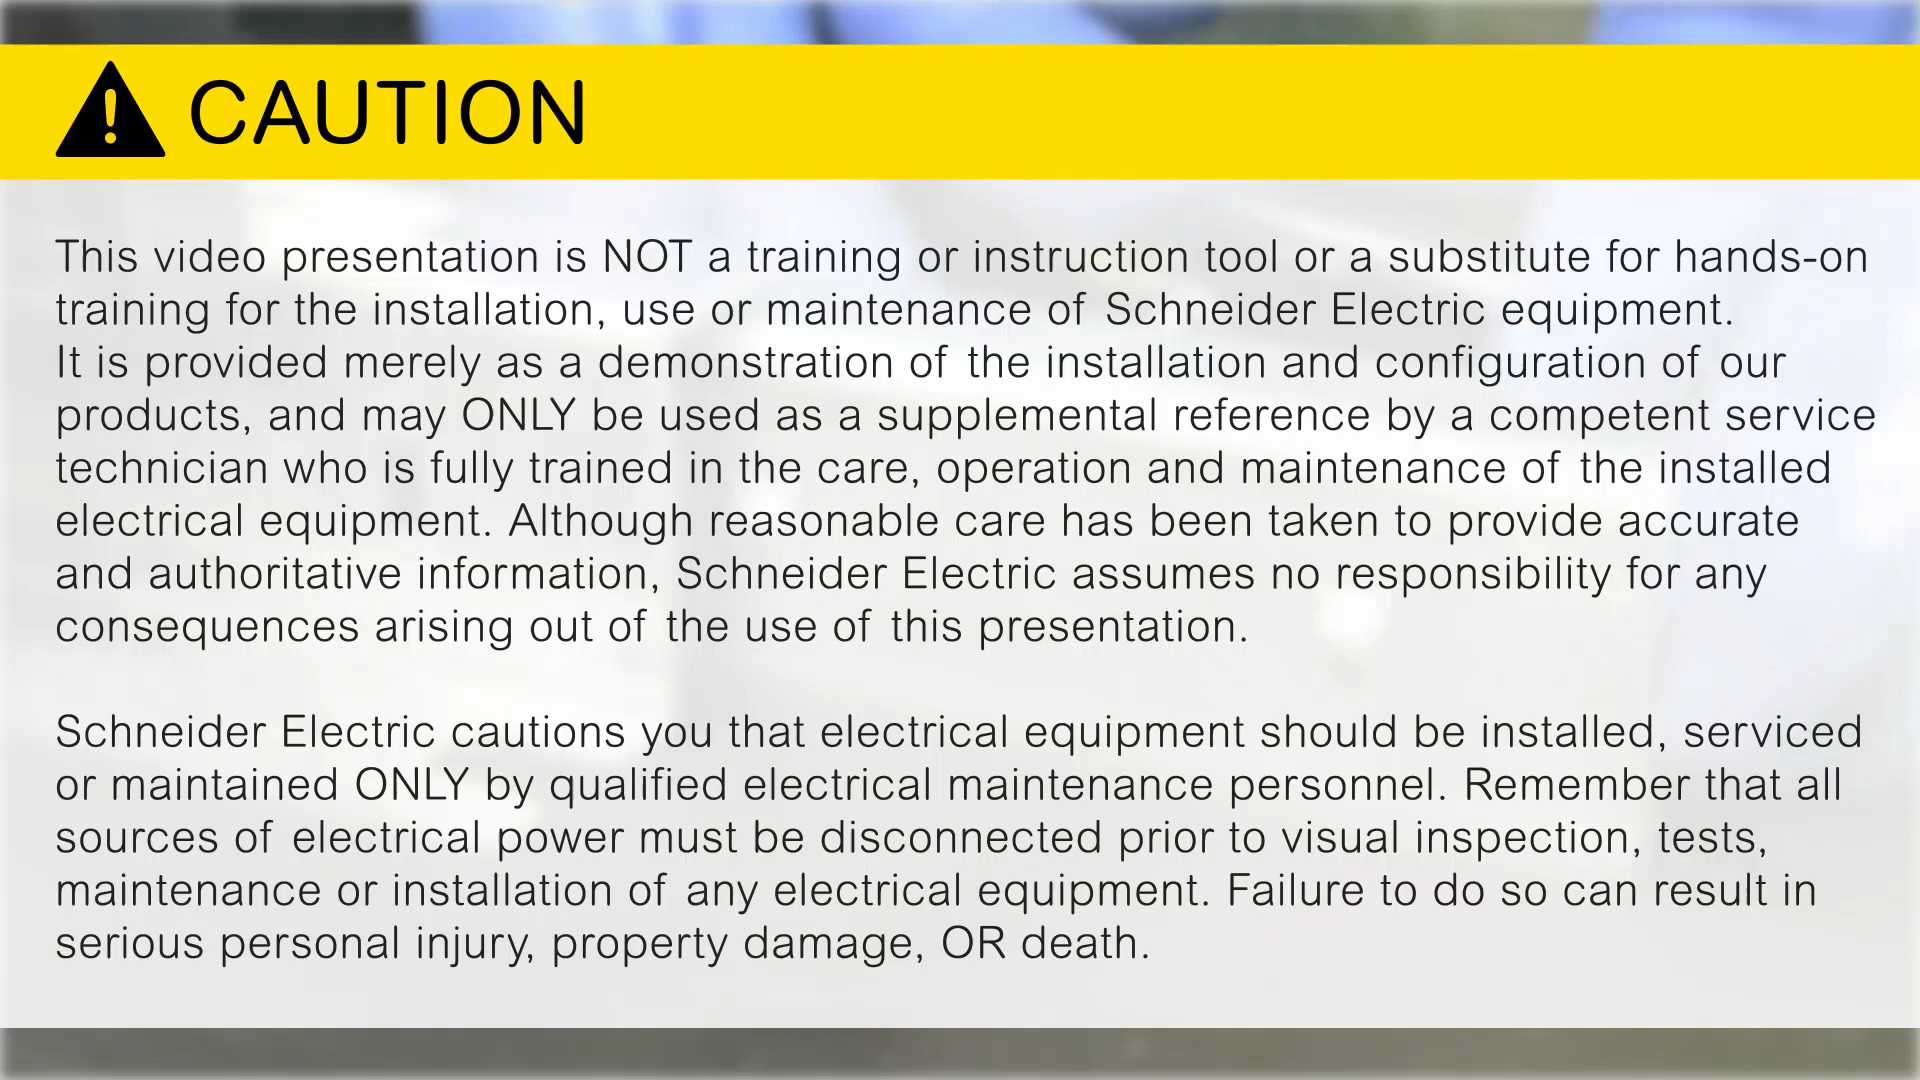 CAUTION
This video presentation is NOT a training or instruction tool or a substitute for hands-on
training for the installation, use or maintenance of Schneider Electric equipment.
It is provided merely as a demonstration of the installation and configuration of our
products, and may ONLY be used as a supplemental reference by a competent service
technician who is fully trained in the care, operation and maintenance of the installed
electrical equipment. Although reasonable care has been taken to provide accurate
and authoritative information, Schneider Electric assumes no responsibility for any
consequences arising out of the use of this presentation.
Schneider Electric cautions you that electrical equipment should be installed, serviced
or maintained ONLY by qualified electrical maintenance personnel. Remember that all
sources of electrical power must be disconnected prior to visual inspection, tests,
maintenance or installation of any electrical equipment. Failure to do so can result in
serious personal injury, property damage, OR death.